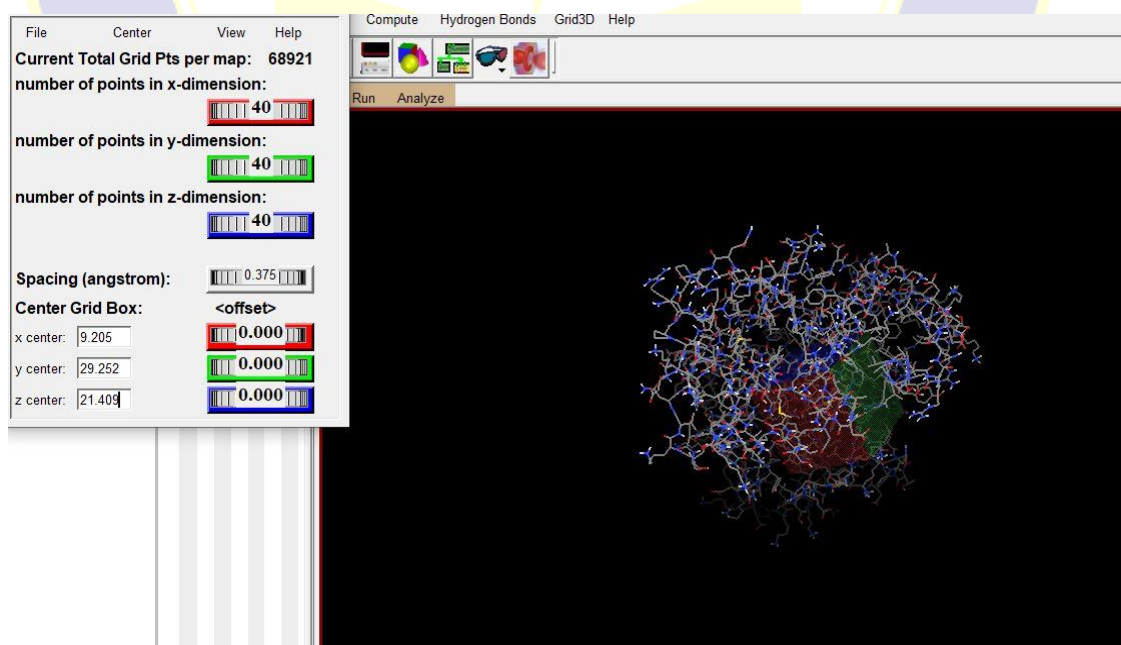 File Center View Help
Current Total Grid Pts per map: 68921
number of points in x-dimension:
40
number of points in y-dimension:
40
number of points in z-dimension:
40
Spacing (angstrom): 0.375
Center Grid Box: <offset>
x center: 9.205 0.000
y center: 29.252 0.000
z center: 21.409 0.000
Compute Hydrogen Bonds Grid3D Help
Run Analyze